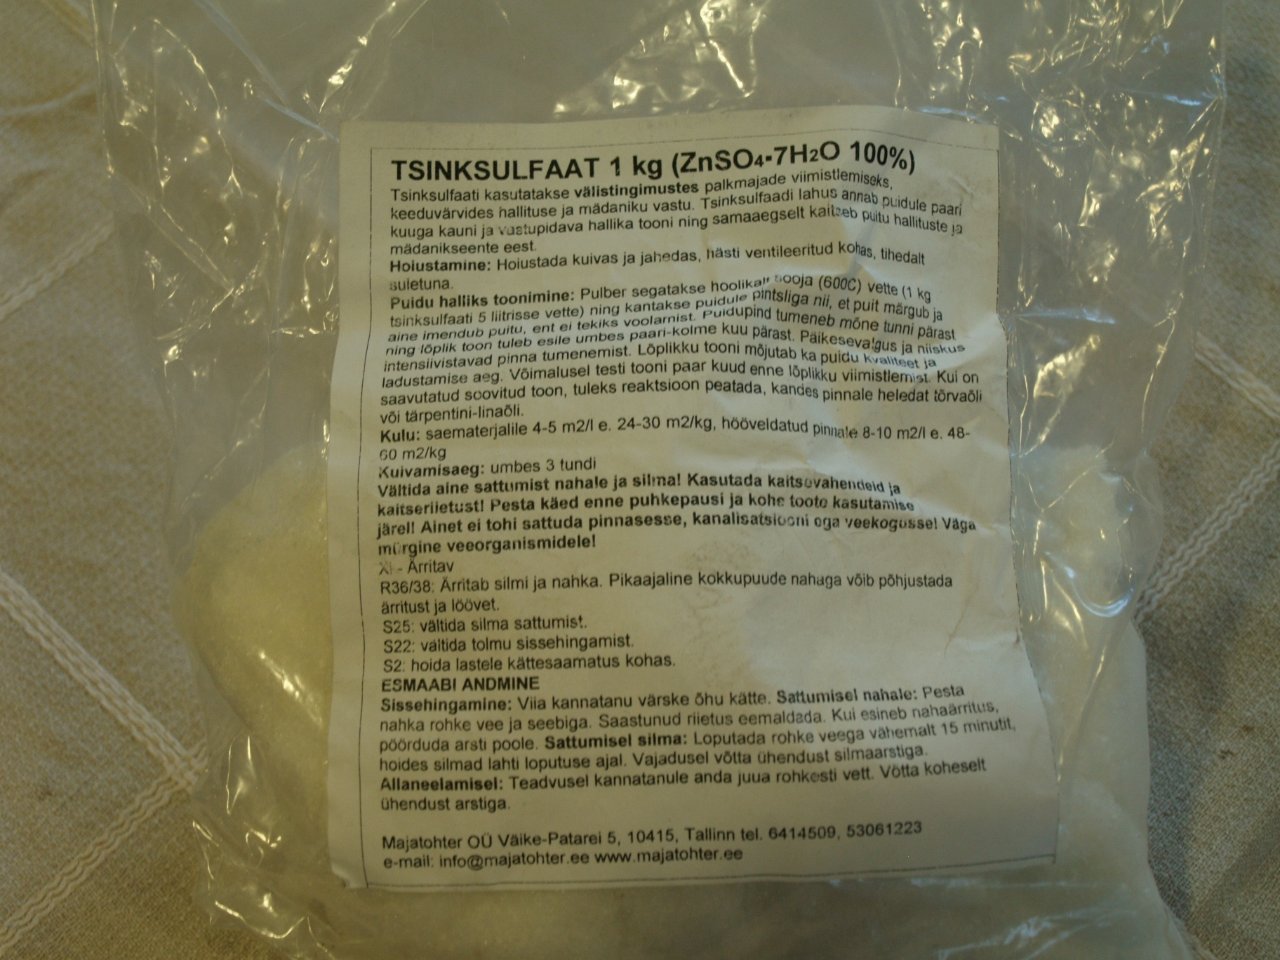 TSINKSULFAAT 1 kg (ZnSO4•7H2O 100%)
Tsinksulfaati kasutatakse välistingimustes palkmajade viimistlemiseks,
keeduvärvides hallituse ja mädaniku vastu. Tsinksulfaadi lahus annab puidule paari
kuuga kauni ja vastupidava hallika tooni ning samaaegselt kaitseb puitu hallituste ja
mädanikseente eest.
Hoiustamine: Hoiustada kuivas ja jahedas, hästi ventileeritud kohas, tihedalt
suletuna.
Puidu halliks toonimine: Pulber segatakse hoolikalt sooja (600C) vette (1 kg
tsinksulfaati 5 liitrisse vette) ning kantakse puidule pintsliga nii, et puit märgub ja
aine imendub puitu, ent ei tekiks voolamist. Puidupind tumeneb mõne tunni pärast
ning lõplik toon tuleb esile umbes paari-kolme kuu pärast. Päikesevalgus ja niiskus
intensiivistavad pinna tumenemist. Lõplikku tooni mõjutab ka puidu kvaliteet ja
ladustamise aeg. Võimalusel testi tooni paar kuud enne lõplikku viimistlemist. Kui on
saavutatud soovitud toon, tuleks reaktsioon peatada, kandes pinnale heledat tõrvaõli
või tärpentini-linaõli.
Kulu: saematerjalile 4-5 m2/l e. 24-30 m2/kg, hööveldatud pinnale 8-10 m2/l e. 48-
60 m2/kg
Kuivamisaeg: umbes 3 tundi
Vältida aine sattumist nahale ja silma! Kasutada kaitsevahendeid ja
kaitseriietust! Pesta käed enne puhkepausi ja kohe toote kasutamise
järel! Ainet ei tohi sattuda pinnasesse, kanalisatsiooni ega veekogusse! Väga
mürgine veeorganismidele!
Xi - Ärritav
R36/38: Ärritab silmi ja nahka. Pikaajaline kokkupuude nahaga võib põhjustada
ärritust ja löövet.
S25: vältida silma sattumist.
S22: vältida tolmu sissehingamist.
S2: hoida lastele kättesaamatus kohas.
ESMAABI ANDMINE
Sissehingamine: Viia kannatanu värske õhu kätte. Sattumisel nahale: Pesta
nahka rohke vee ja seebiga. Saastunud riietus eemaldada. Kui esineb nahaärritus,
pöörduda arsti poole. Sattumisel silma: Loputada rohke veega vähemalt 15 minutit,
hoides silmad lahti loputuse ajal. Vajadusel võtta ühendust silmaarstiga.
Allaneelamisel: Teadvusel kannatanule anda juua rohkesti vett. Võtta koheselt
ühendust arstiga.
Majatohter OÜ Väike-Patarei 5, 10415, Tallinn tel. 6414509, 53061223
e-mail: info@majatohter.ee www.majatohter.ee